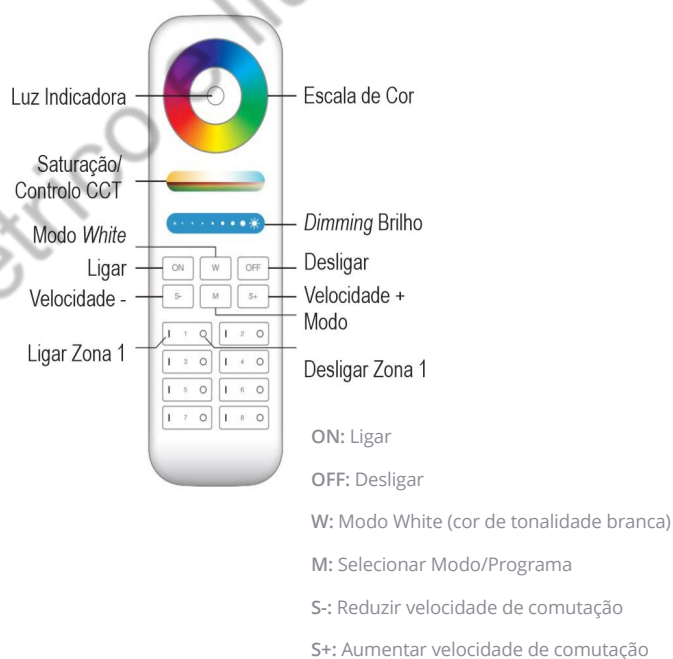 Luz Indicadora
Escala de Cor
Saturação/
Controlo CCT
Dimming Brilho
Modo White
Ligar
Desligar
Velocidade -
Velocidade +
Modo
Ligar Zona 1
Desligar Zona 1
ON W OFF
S- M S+
I 1 O I 2 O
I 3 O I 4 O
I 5 O I 6 O
I 7 O I 8 O
ON: Ligar
OFF: Desligar
W: Modo White (cor de tonalidade branca)
M: Selecionar Modo/Programa
S-: Reduzir velocidade de comutação
S+: Aumentar velocidade de comutação